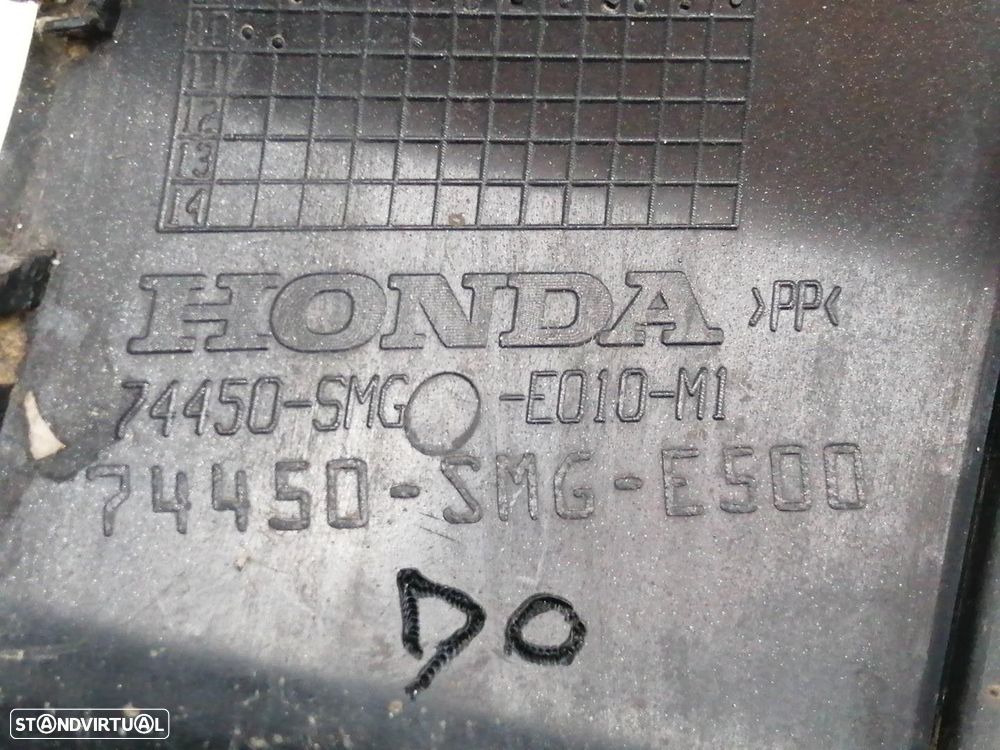 10
11
12
13
14
HONDA >PP<
74450-SMG -E010-M1
74450-SMG-E500
DO
STANDVIRTUAL